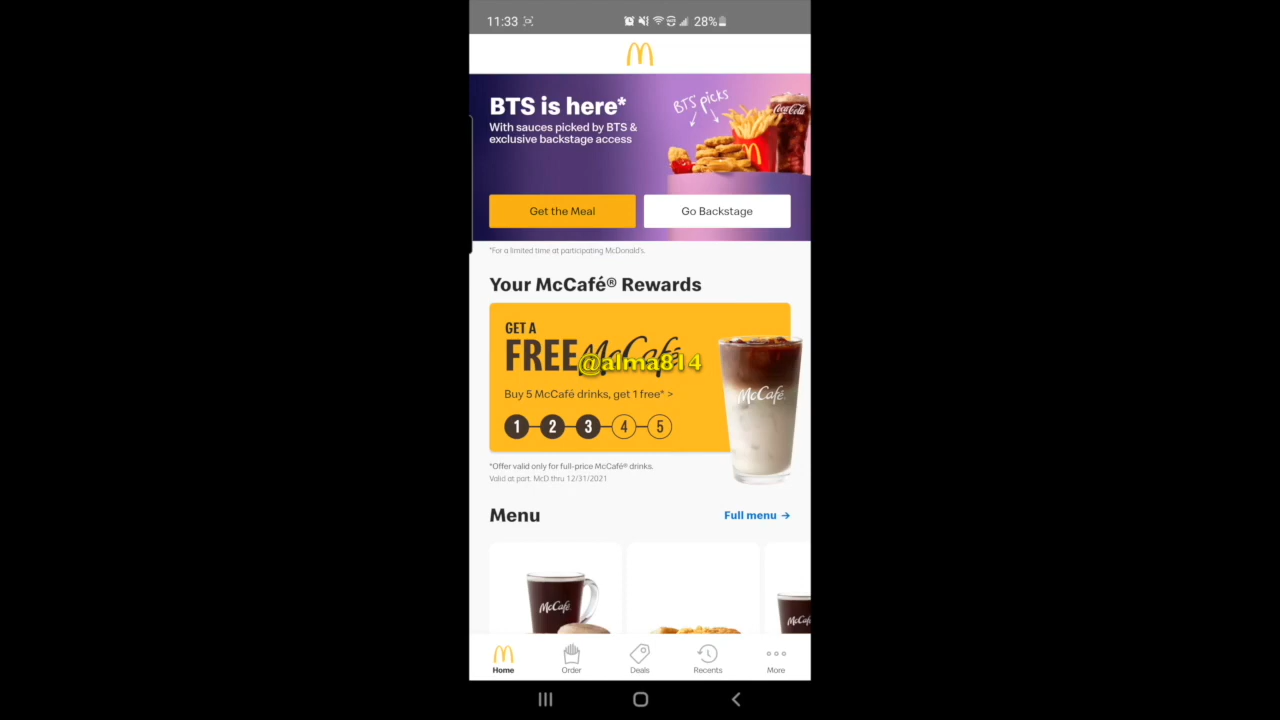 11:33 28%
BTS is here*
With sauces picked by BTS &
exclusive backstage access
BTS picks
Coca-Cola
Get the Meal
Go Backstage
*For a limited time at participating McDonald's.
Your McCafé® Rewards
GET A
FREE McCafé
@alma814
Buy 5 McCafé drinks, get 1 free* >
1 2 3 4 5
McCafé
*Offer valid only for full-price McCafé® drinks.
Valid at part. McD thru 12/31/2021
Menu
Full menu →
McCafé
McCafé
Home
Order
Deals
Recents
More